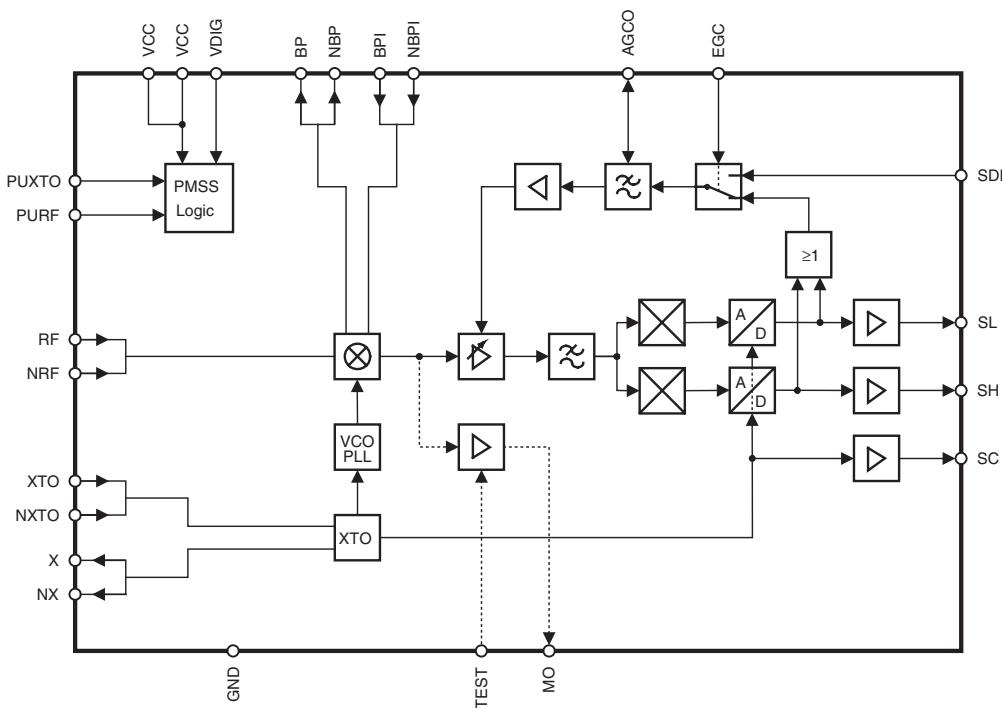 VCC
VCC
VDIG
BP
NBP
BPI
NBPI
AGCO
EGC
PUXTO
PURF
PMSS
Logic
SDI
≥1
RF
NRF
A
D
SL
A
D
SH
VCO
PLL
SC
XTO
NXTO
XTO
X
NX
GND
TEST
MO